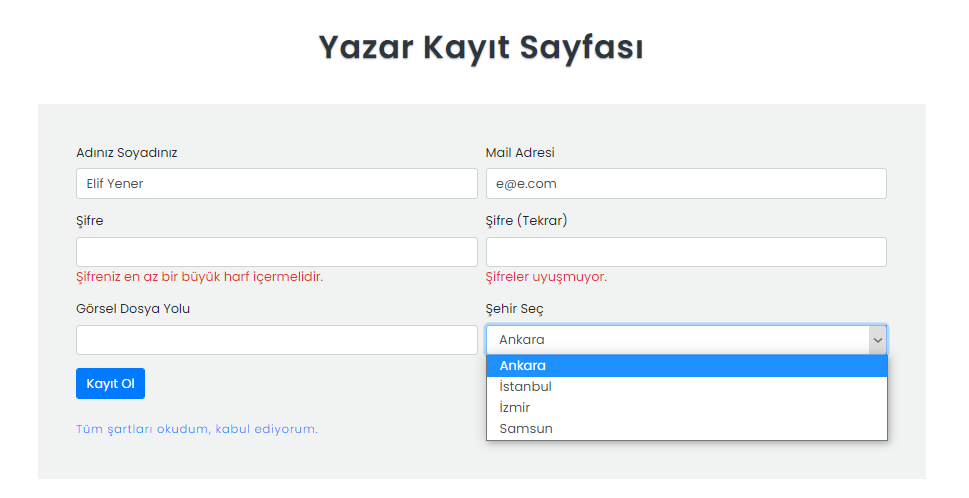 Yazar Kayıt Sayfası
Adınız Soyadınız
Mail Adresi
Elif Yener
e@e.com
Şifre
Şifre (Tekrar)
Şifreniz en az bir büyük harf içermelidir.
Şifreler uyuşmuyor.
Görsel Dosya Yolu
Şehir Seç
Ankara
Ankara
İstanbul
İzmir
Samsun
Kayıt Ol
Tüm şartları okudum, kabul ediyorum.